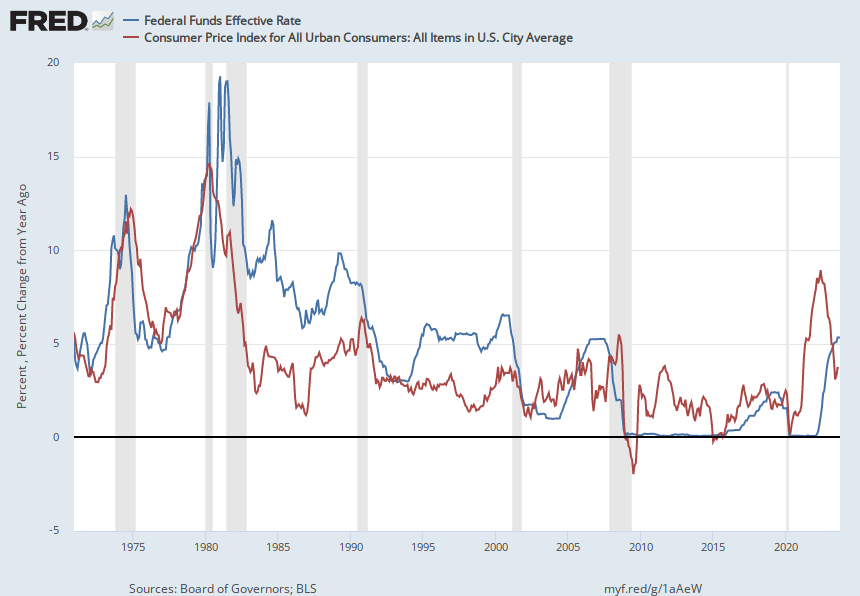 FRED
Federal Funds Effective Rate
Consumer Price Index for All Urban Consumers: All Items in U.S. City Average
Percent, Percent Change from Year Ago
20
15
10
5
0
-5
1975 1980 1985 1990 1995 2000 2005 2010 2015 2020
Sources: Board of Governors; BLS myf.red/g/1aAeW